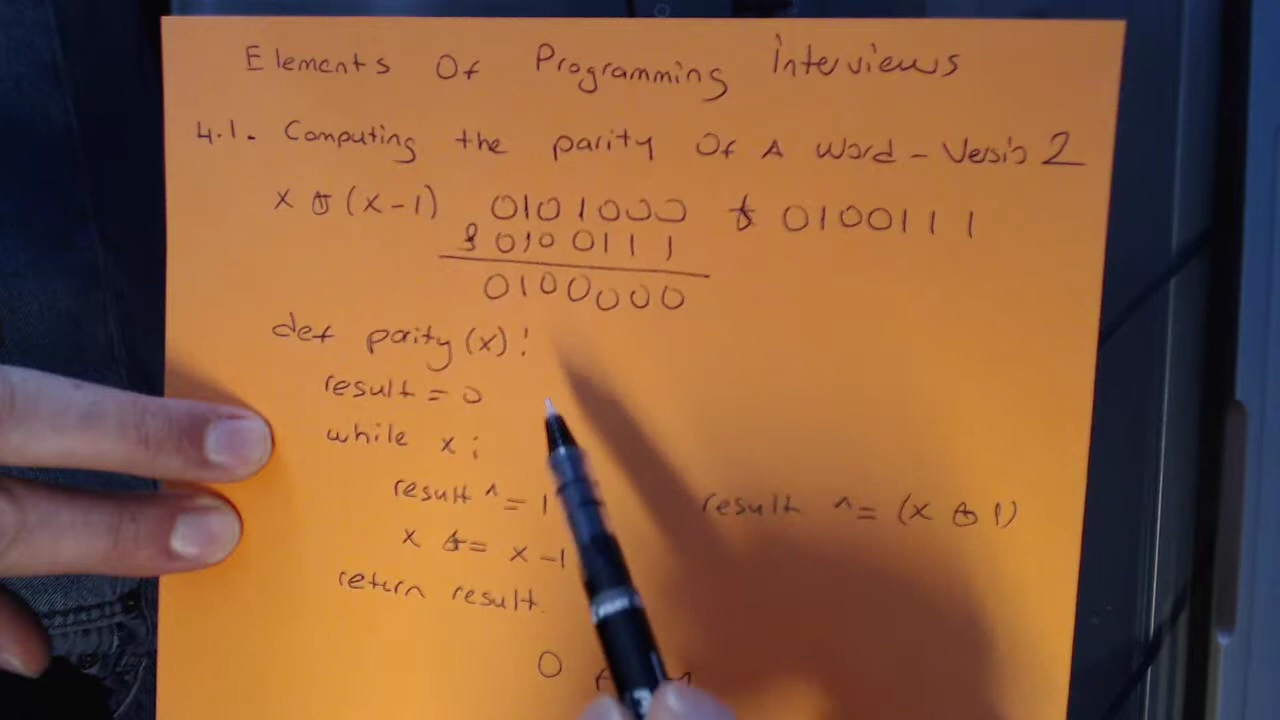 Elements Of Programming Interviews
4.1. Computing the parity Of A Word - Versio 2
x & (x-1) 0101000 & 0100111
& 0100111
0100000
def parity(x):
result = 0
while x:
result ^= 1 result ^= (x & 1)
x &= x-1
return result.
0